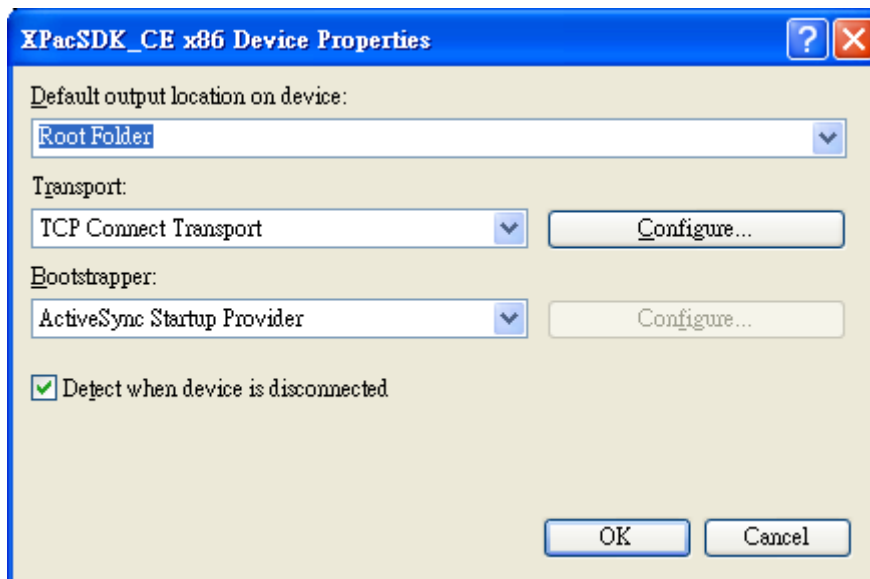 XPacSDK_CE x86 Device Properties
?
Default output location on device:
Root Folder
Transport:
TCP Connect Transport
Configure...
Bootstrapper:
ActiveSync Startup Provider
Configure...
Detect when device is disconnected
OK
Cancel